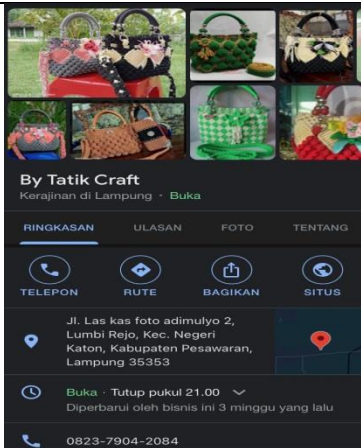 By Tatik Craft
Kerajinan di Lampung · Buka
RINGKASAN ULASAN FOTO TENTANG
TELEPON RUTE BAGIKAN SITUS
Jl. Las kas foto adimulyo 2,
Lumbi Rejo, Kec. Negeri
Katon, Kabupaten Pesawaran,
Lampung 35353
Buka · Tutup pukul 21.00
Diperbarui oleh bisnis ini 3 minggu yang lalu
0823-7904-2084